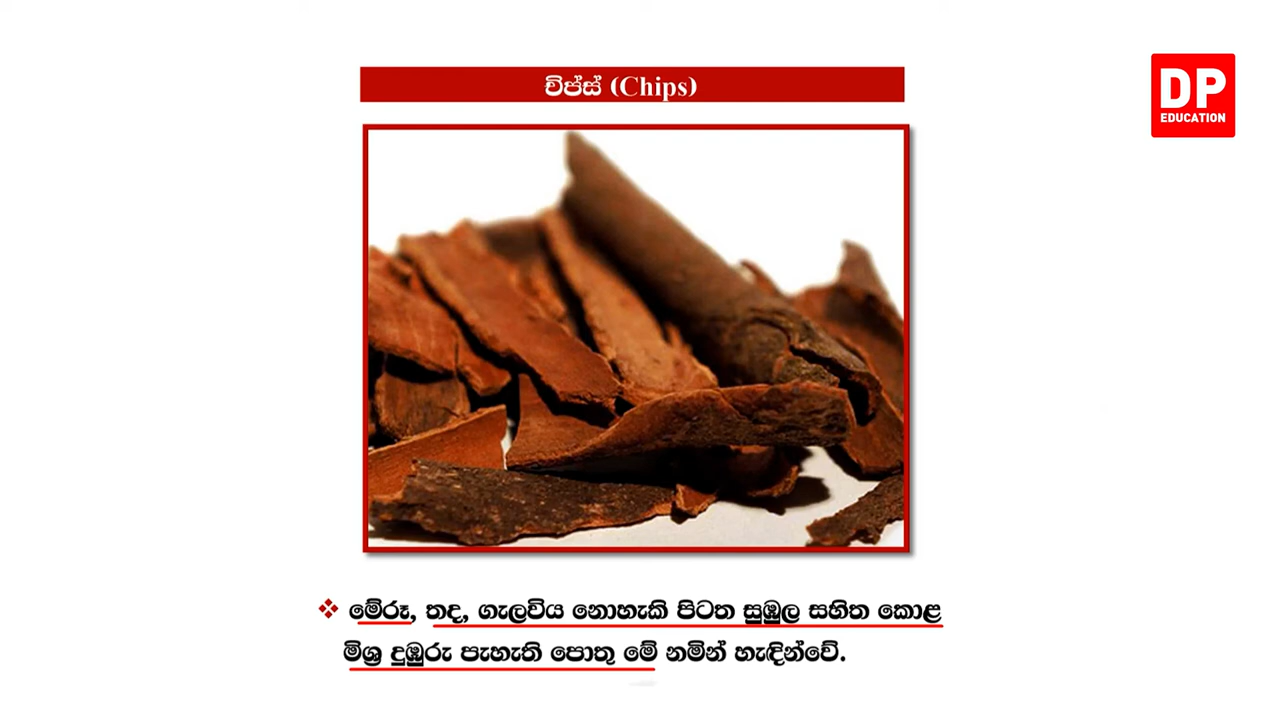 චිප්ස් (Chips)
DP
EDUCATION
❖ මේරූ, තද, ගැලවිය නොහැකි පිටත සුඹුල සහිත කොළ
මිශ්‍ර දුඹුරු පැහැති පොතු මේ නමින් හැඳින්වේ.